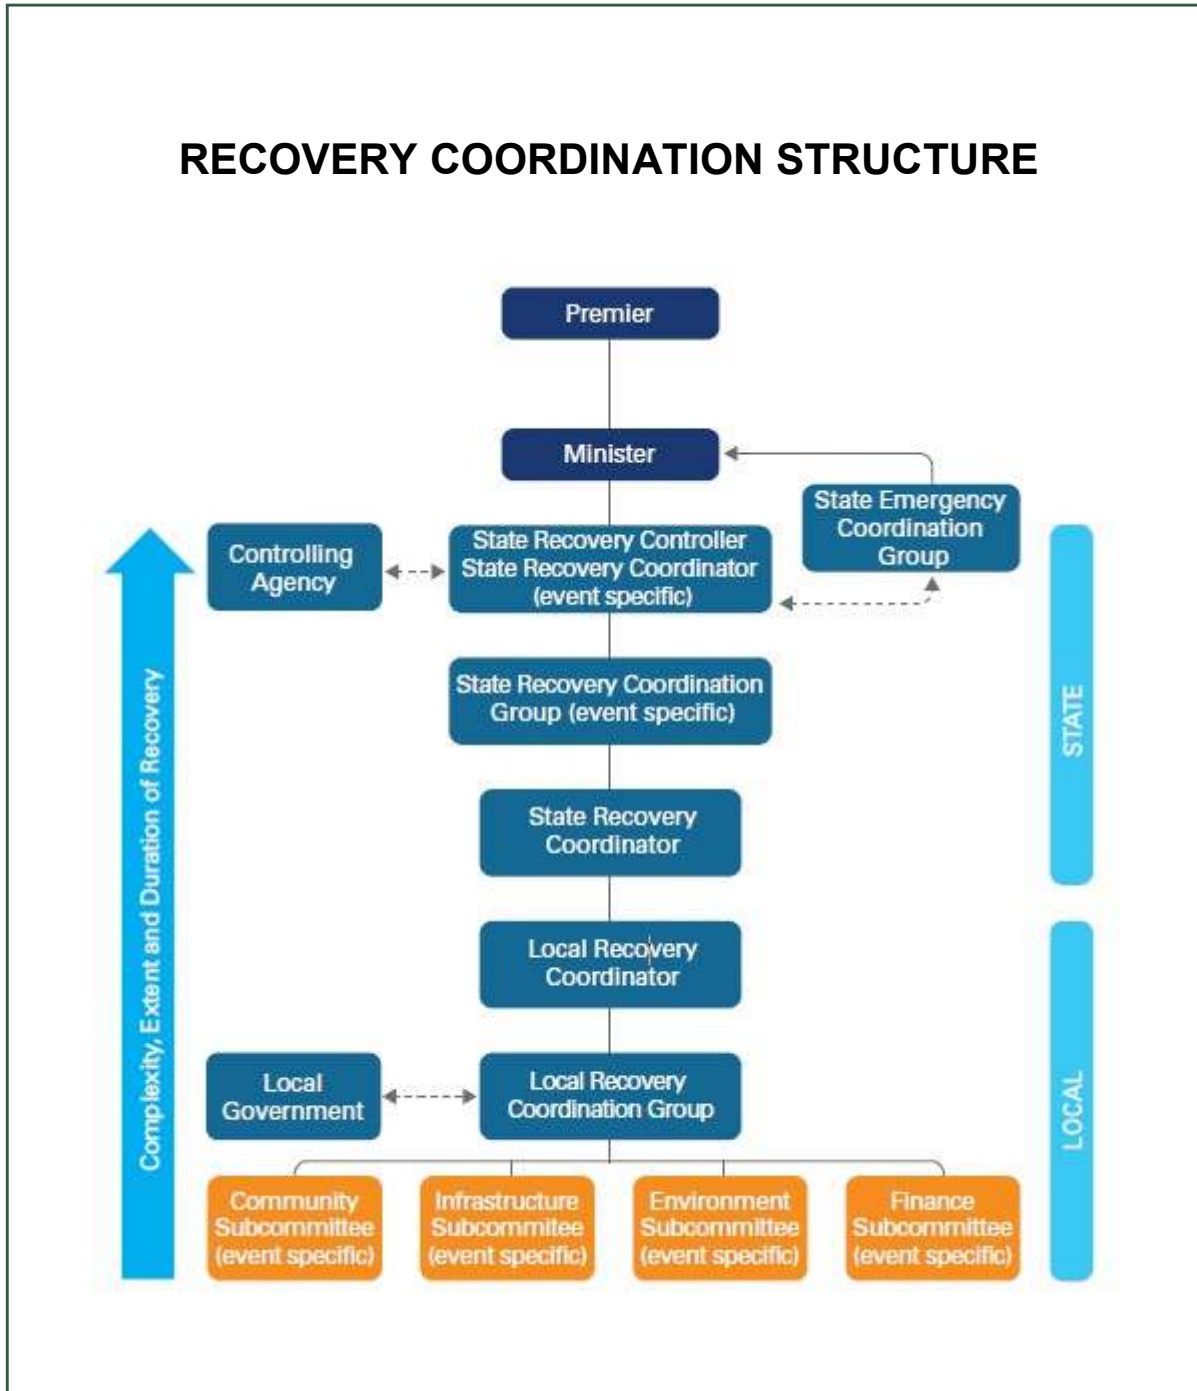 RECOVERY COORDINATION STRUCTURE
Premier
Minister
State Emergency
Coordination
Group
Controlling
Agency
State Recovery Controller
State Recovery Coordinator
(event specific)
State Recovery Coordination
Group (event specific)
State Recovery
Coordinator
Local Recovery
Coordinator
Local
Government
Local Recovery
Coordination Group
Community
Subcommittee
(event specific)
Infrastructure
Subcommitee
(event specific)
Environment
Subcommittee
(event specific)
Finance
Subcommittee
(event specific)
Complexity, Extent and Duration of Recovery
STATE
LOCAL